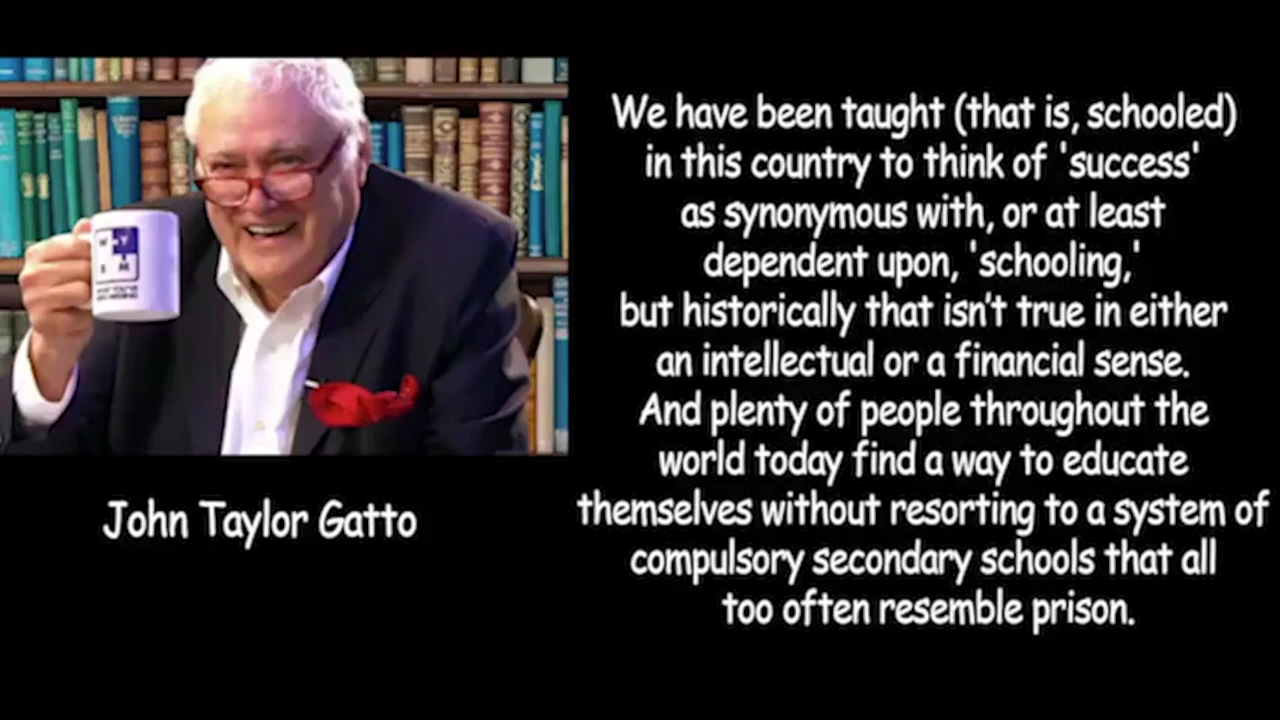 We have been taught (that is, schooled)
in this country to think of 'success'
as synonymous with, or at least
dependent upon, 'schooling,'
but historically that isn't true in either
an intellectual or a financial sense.
And plenty of people throughout the
world today find a way to educate
themselves without resorting to a system of
compulsory secondary schools that all
too often resemble prison.
John Taylor Gatto